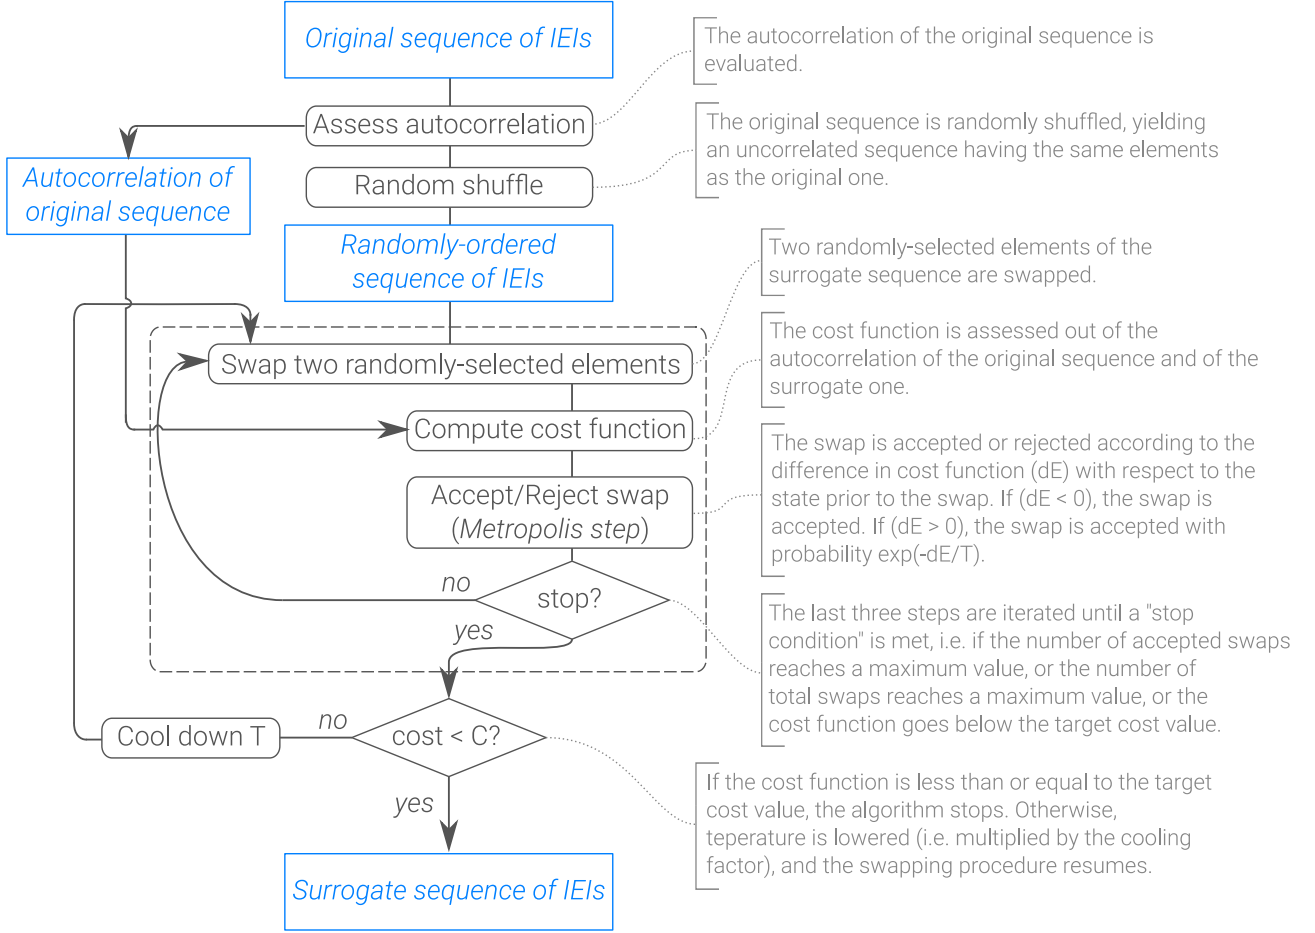 Original sequence of IEIs
The autocorrelation of the original sequence is
evaluated.
Assess autocorrelation
The original sequence is randomly shuffled, yielding
an uncorrelated sequence having the same elements
as the original one.
Autocorrelation of
original sequence
Random shuffle
Randomly-ordered
sequence of IEIs
Two randomly-selected elements of the
surrogate sequence are swapped.
Swap two randomly-selected elements
The cost function is assessed out of the
autocorrelation of the original sequence and of the
surrogate one.
Compute cost function
Accept/Reject swap
(Metropolis step)
The swap is accepted or rejected according to the
difference in cost function (dE) with respect to the
state prior to the swap. If (dE < 0), the swap is
accepted. If (dE > 0), the swap is accepted with
probability exp(-dE/T).
no
stop?
yes
The last three steps are iterated until a "stop
condition" is met, i.e. if the number of accepted swaps
reaches a maximum value, or the number of
total swaps reaches a maximum value, or the
cost function goes below the target cost value.
Cool down T
no
cost < C?
yes
If the cost function is less than or equal to the target
cost value, the algorithm stops. Otherwise,
teperature is lowered (i.e. multiplied by the cooling
factor), and the swapping procedure resumes.
Surrogate sequence of IEIs